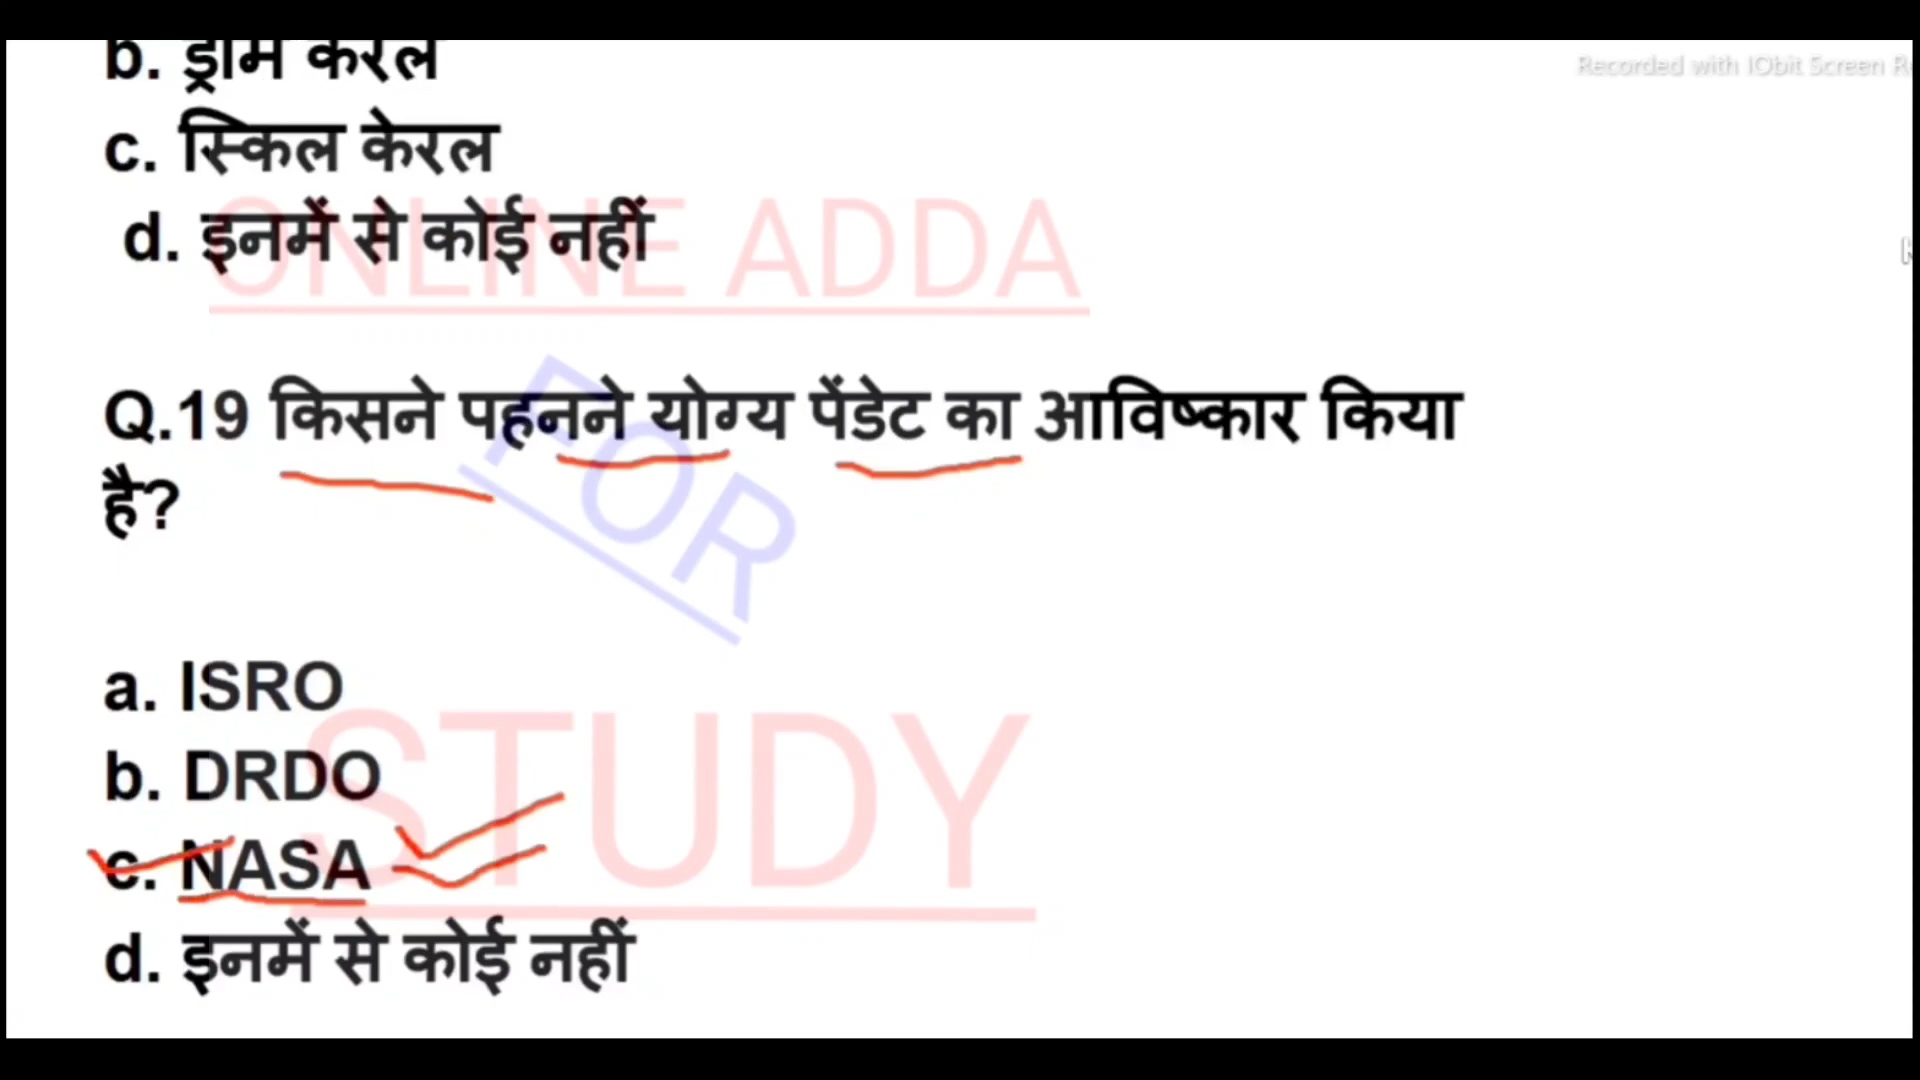 b. ड्रीम केरल
Recorded with IObit Screen R
c. स्किल केरल
d. इनमें से कोई नहीं
ONLINE ADDA
Q.19 किसने पहनने योग्य पेंडेट का आविष्कार किया
है?
FOR
a. ISRO
b. DRDO
c. NASA
STUDY
d. इनमें से कोई नहीं